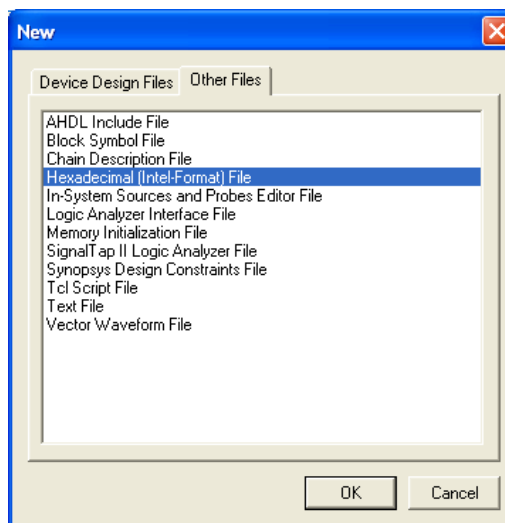 New
Device Design Files Other Files
AHDL Include File
Block Symbol File
Chain Description File
Hexadecimal (Intel-Format) File
In-System Sources and Probes Editor File
Logic Analyzer Interface File
Memory Initialization File
SignalTap II Logic Analyzer File
Synopsys Design Constraints File
Tcl Script File
Text File
Vector Waveform File
OK Cancel